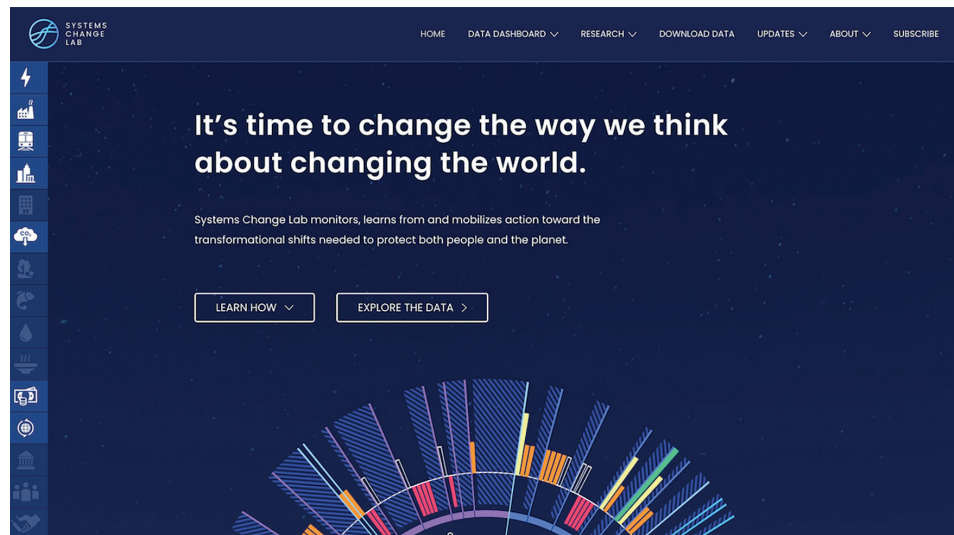 SYSTEMS
CHANGE
LAB
HOME DATA DASHBOARD RESEARCH DOWNLOAD DATA UPDATES ABOUT SUBSCRIBE
It's time to change the way we think
about changing the world.
Systems Change Lab monitors, learns from and mobilizes action toward the
transformational shifts needed to protect both people and the planet.
LEARN HOW EXPLORE THE DATA
CO₂